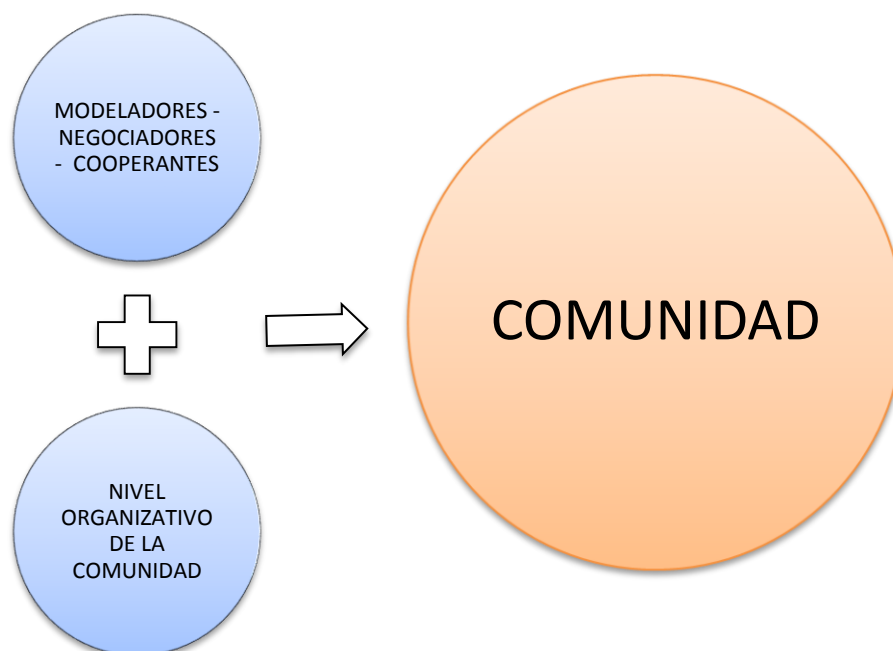 MODELADORES -
NEGOCIADORES
- COOPERANTES
COMUNIDAD
NIVEL
ORGANIZATIVO
DE LA
COMUNIDAD